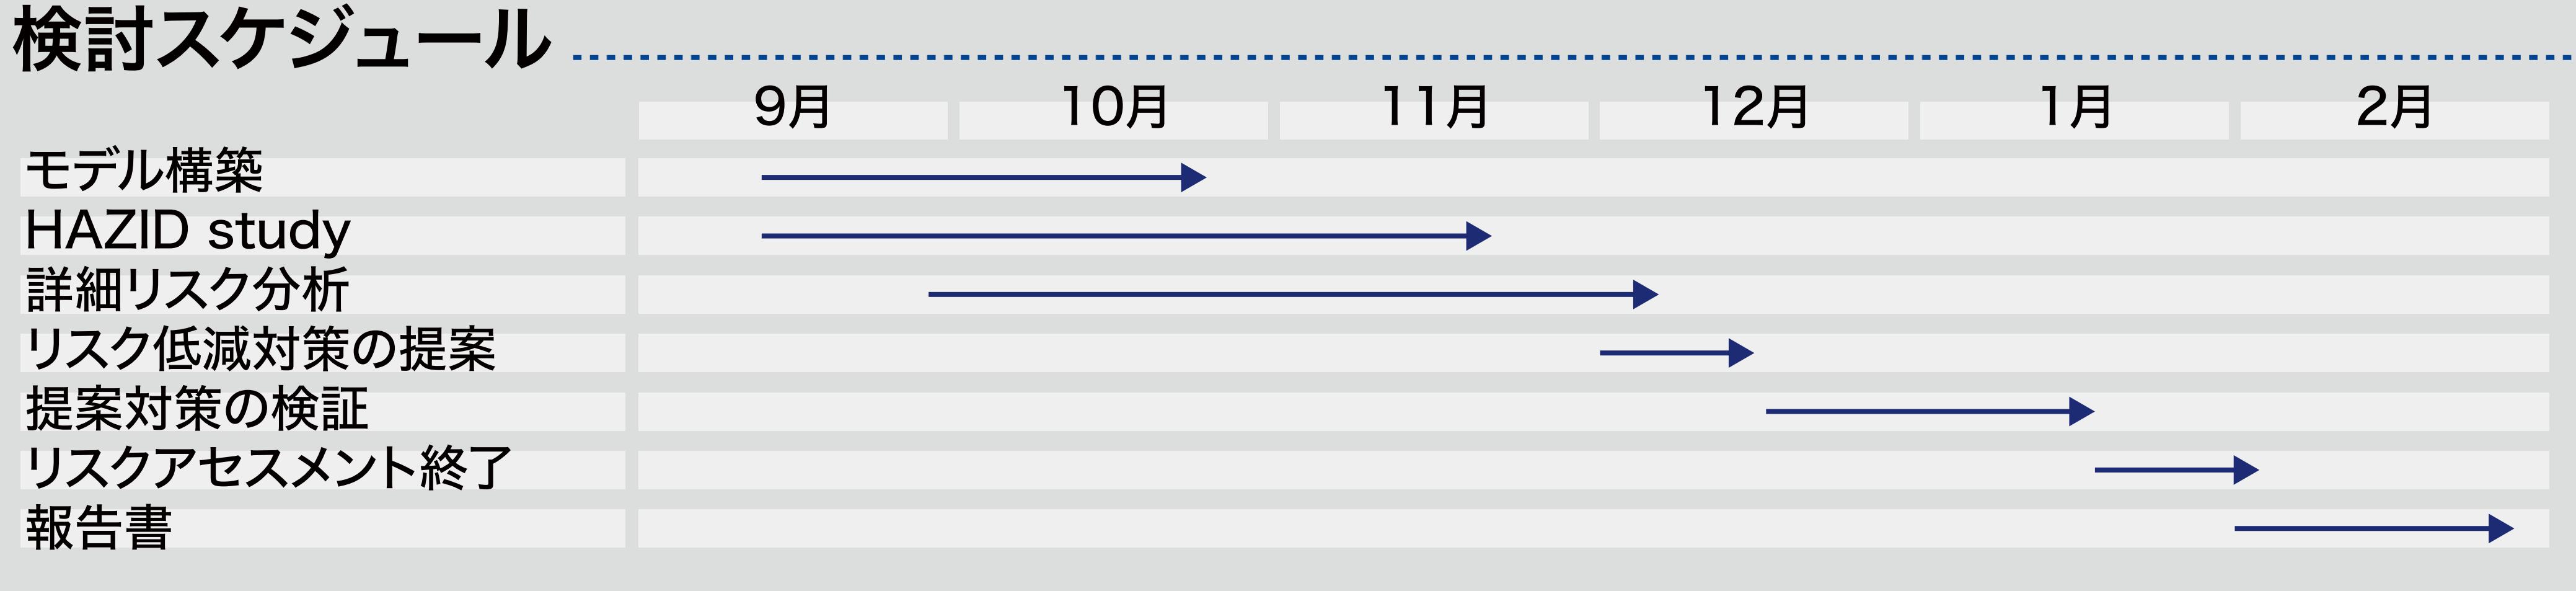 検討スケジュール
9月 10月 11月 12月 1月 2月
モデル構築
HAZID study
詳細リスク分析
リスク低減対策の提案
提案対策の検証
リスクアセスメント終了
報告書